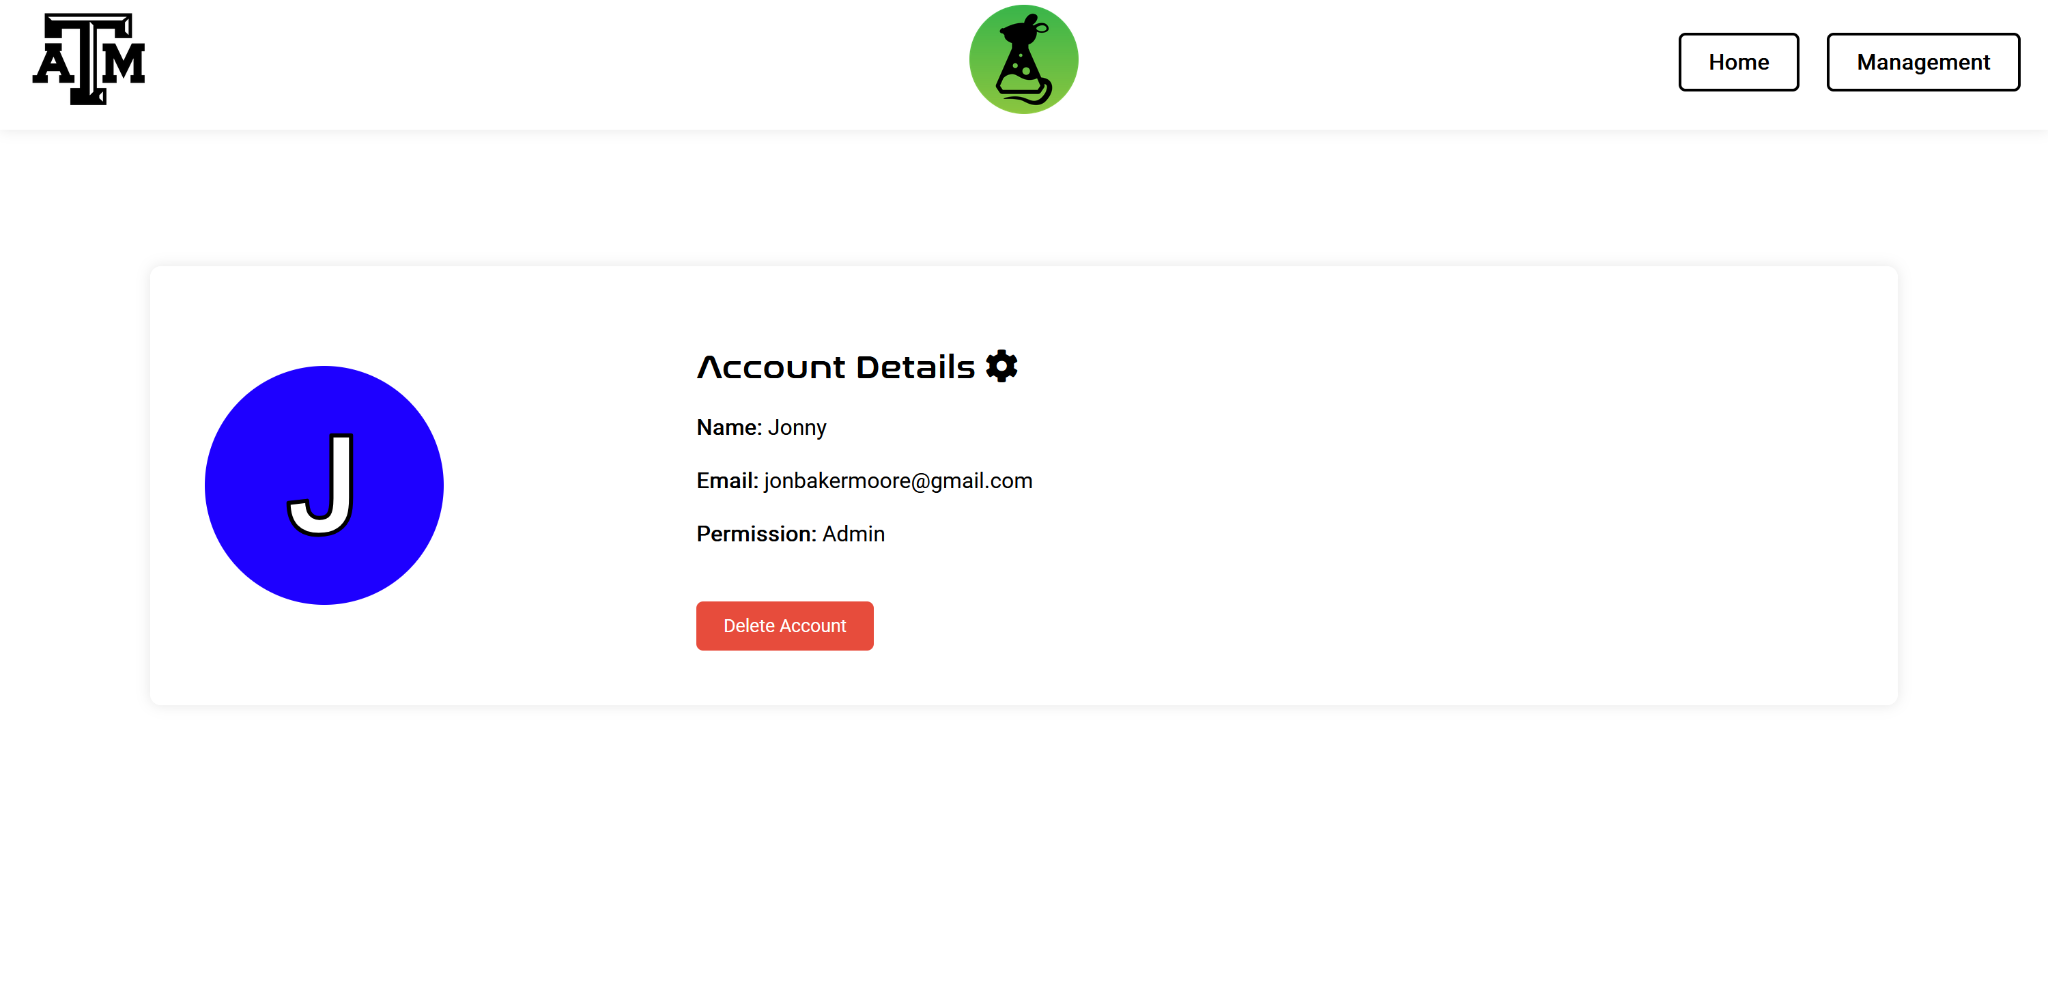 ATM
Home
Management
Account Details
J
Name: Jonny
Email: jonbakermoore@gmail.com
Permission: Admin
Delete Account